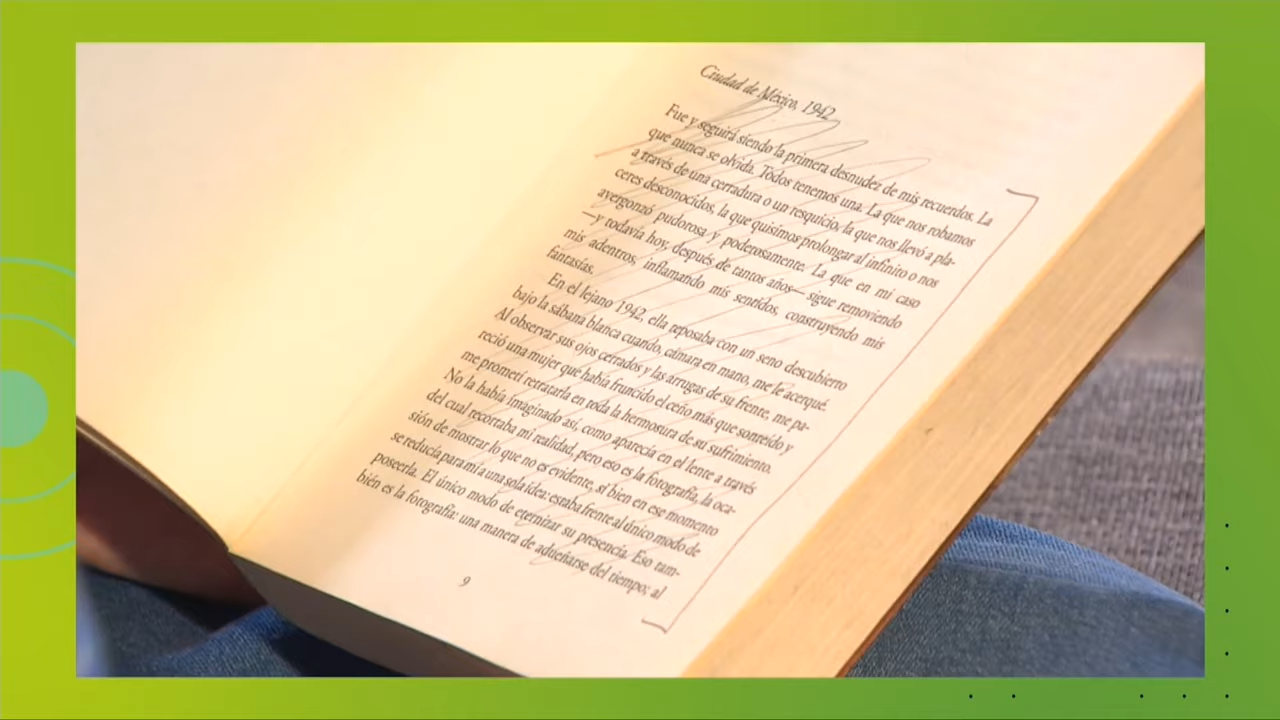 Ciudad de México, 1942
Fue y seguirá siendo la primera desnudez de mis recuerdos. La
que nunca se olvida. Todos tenemos una. La que nos robamos
a través de una cerradura o un resquicio, la que nos llevó a pla-
ceres desconocidos, la que quisimos prolongar al infinito o nos
avergonzó pudorosa y poderosamente. La que en mi caso
—y todavía hoy, después de tantos años— sigue removiendo
mis adentros, inflamando mis sentidos, construyendo mis
fantasías.
En el lejano 1942, ella reposaba con un seno descubierto
bajo la sábana blanca cuando, cámara en mano, me le acerqué.
Al observar sus ojos cerrados y las arrugas de su frente, me pa-
reció una mujer que había fruncido el ceño más que sonreído y
me prometí retratarla en toda la hermosura de su sufrimiento.
No la había imaginado así, como aparecía en el lente a través
del cual recortaba mi realidad, pero eso es la fotografía, la oca-
sión de mostrar lo que no es evidente, si bien en ese momento
se reducía para mí a una sola idea: estaba frente al único modo de
poseerla. El único modo de eternizar su presencia. Eso tam-
bién es la fotografía: una manera de adueñarse del tiempo; al
9